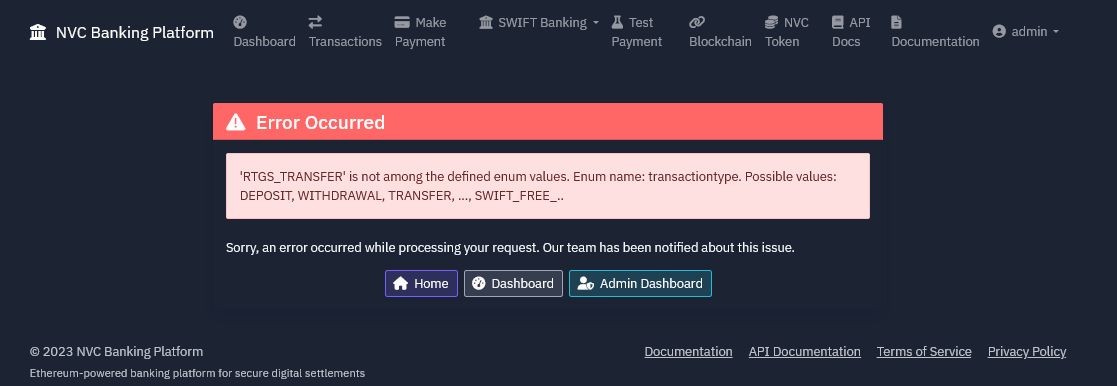 NVC Banking Platform
Dashboard
Transactions
Make Payment
SWIFT Banking
Test Payment
Blockchain
NVC Token
API Docs
Documentation
admin
Error Occurred
'RTGS_TRANSFER' is not among the defined enum values. Enum name: transactiontype. Possible values:
DEPOSIT, WITHDRAWAL, TRANSFER, ..., SWIFT_FREE_..
Sorry, an error occurred while processing your request. Our team has been notified about this issue.
Home
Dashboard
Admin Dashboard
© 2023 NVC Banking Platform
Documentation
API Documentation
Terms of Service
Privacy Policy
Ethereum-powered banking platform for secure digital settlements